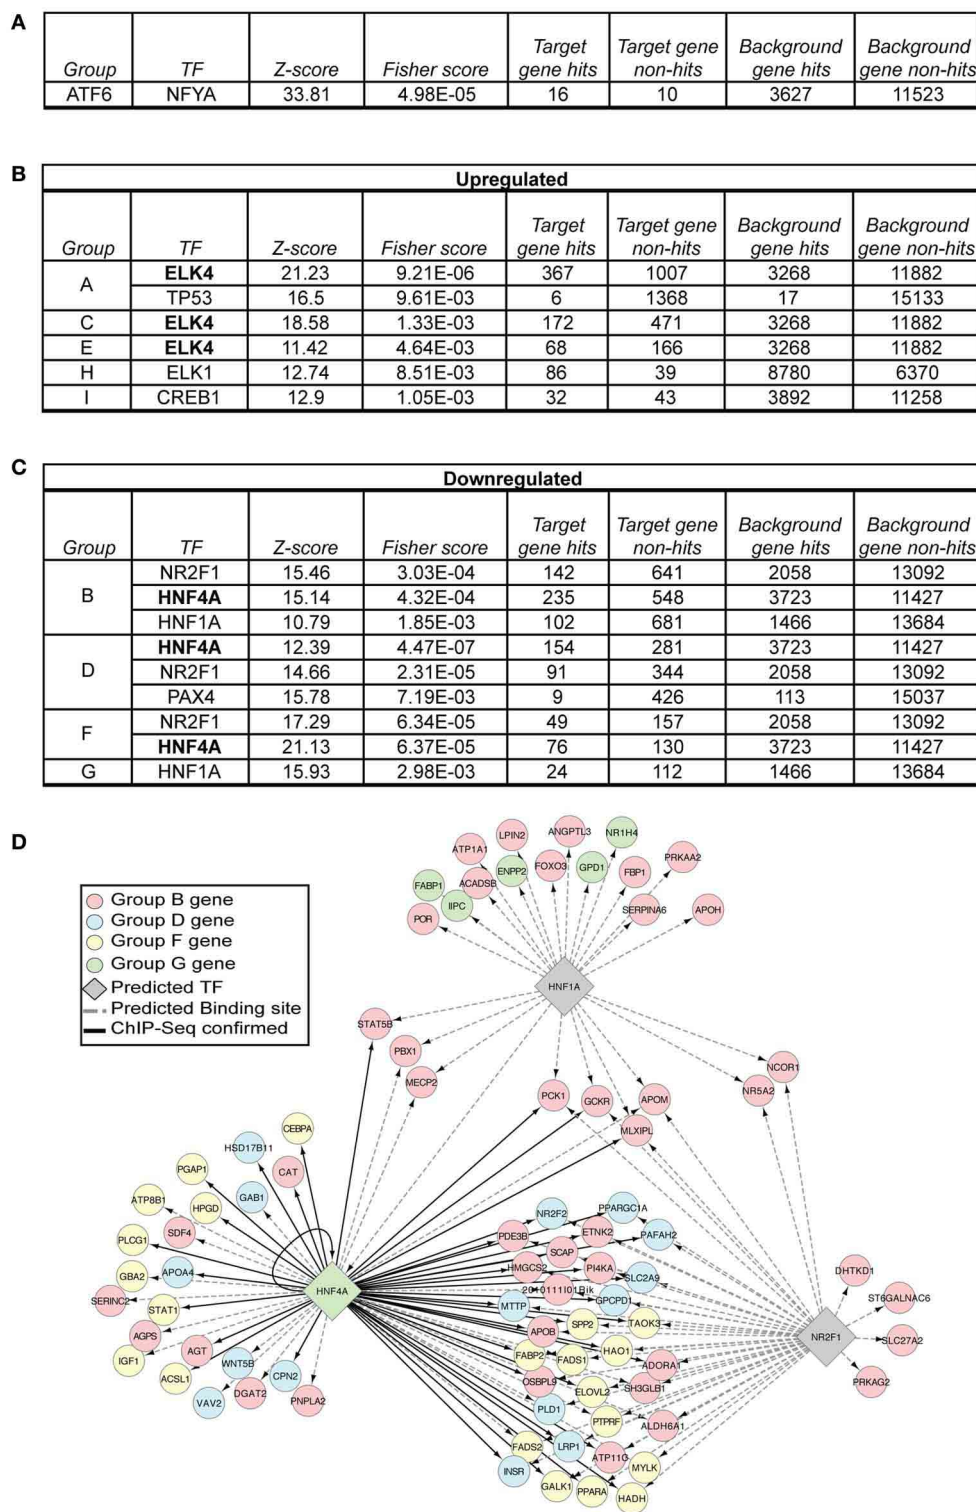 A
Group TF Z-score Fisher score Target gene hits Target gene non-hits Background gene hits Background gene non-hits
ATF6 NFYA 33.81 4.98E-05 16 10 3627 11523
B
Upregulated
Group TF Z-score Fisher score Target gene hits Target gene non-hits Background gene hits Background gene non-hits
A ELK4 21.23 9.21E-06 367 1007 3268 11882
TP53 16.5 9.61E-03 6 1368 17 15133
C ELK4 18.58 1.33E-03 172 471 3268 11882
E ELK4 11.42 4.64E-03 68 166 3268 11882
H ELK1 12.74 8.51E-03 86 39 8780 6370
I CREB1 12.9 1.05E-03 32 43 3892 11258
C
Downregulated
Group TF Z-score Fisher score Target gene hits Target gene non-hits Background gene hits Background gene non-hits
B NR2F1 15.46 3.03E-04 142 641 2058 13092
HNF4A 15.14 4.32E-04 235 548 3723 11427
HNF1A 10.79 1.85E-03 102 681 1466 13684
D HNF4A 12.39 4.47E-07 154 281 3723 11427
NR2F1 14.66 2.31E-05 91 344 2058 13092
PAX4 15.78 7.19E-03 9 426 113 15037
F NR2F1 17.29 6.34E-05 49 157 2058 13092
HNF4A 21.13 6.37E-05 76 130 3723 11427
G HNF1A 15.93 2.98E-03 24 112 1466 13684
D
Group B gene
Group D gene
Group F gene
Group G gene
Predicted TF
Predicted Binding site
ChIP-Seq confirmed
ATP1A1
LPIN2
ANGPTL3
NR1H4
PRKAA2
FABP1
ACADSB
ENPP2
FOXO3
GPD1
FBP1
POR
IIPC
SERPINA6
APOH
HNF1A
STAT5B
PBX1
MECP2
PCK1
GCKR
APOM
MLXIPL
NR5A2
NCOR1
CEBPA
HSD17B11
CAT
PGAP1
GAB1
ATP8B1
HPGD
SDF4
PLCG1
GBA2
APOA4
SERINC2
STAT1
AGPS
AGT
IGF1
ACSL1
WNT5B
CPN2
VAV2
DGAT2
PNPLA2
HNF4A
NR2F2
PPARGC1A
PDE3B
ETNK2
PAFAH2
SCAP
HMGCS2
PI4KA
SLC2A9
2010111I01Rik
MTTP
GPCPD1
SPP2
TAOK3
APOB
FABP2
FADS1
HAO1
ADORA1
OSBPL9
ELOVL2
SH3GLB1
PLD1
PTPRF
ALDH6A1
FADS2
LRP1
ATP11C
INSR
MYLK
GALK1
PPARA
HADH
NR2F1
DHTKD1
ST6GALNAC6
SLC27A2
PRKAG2